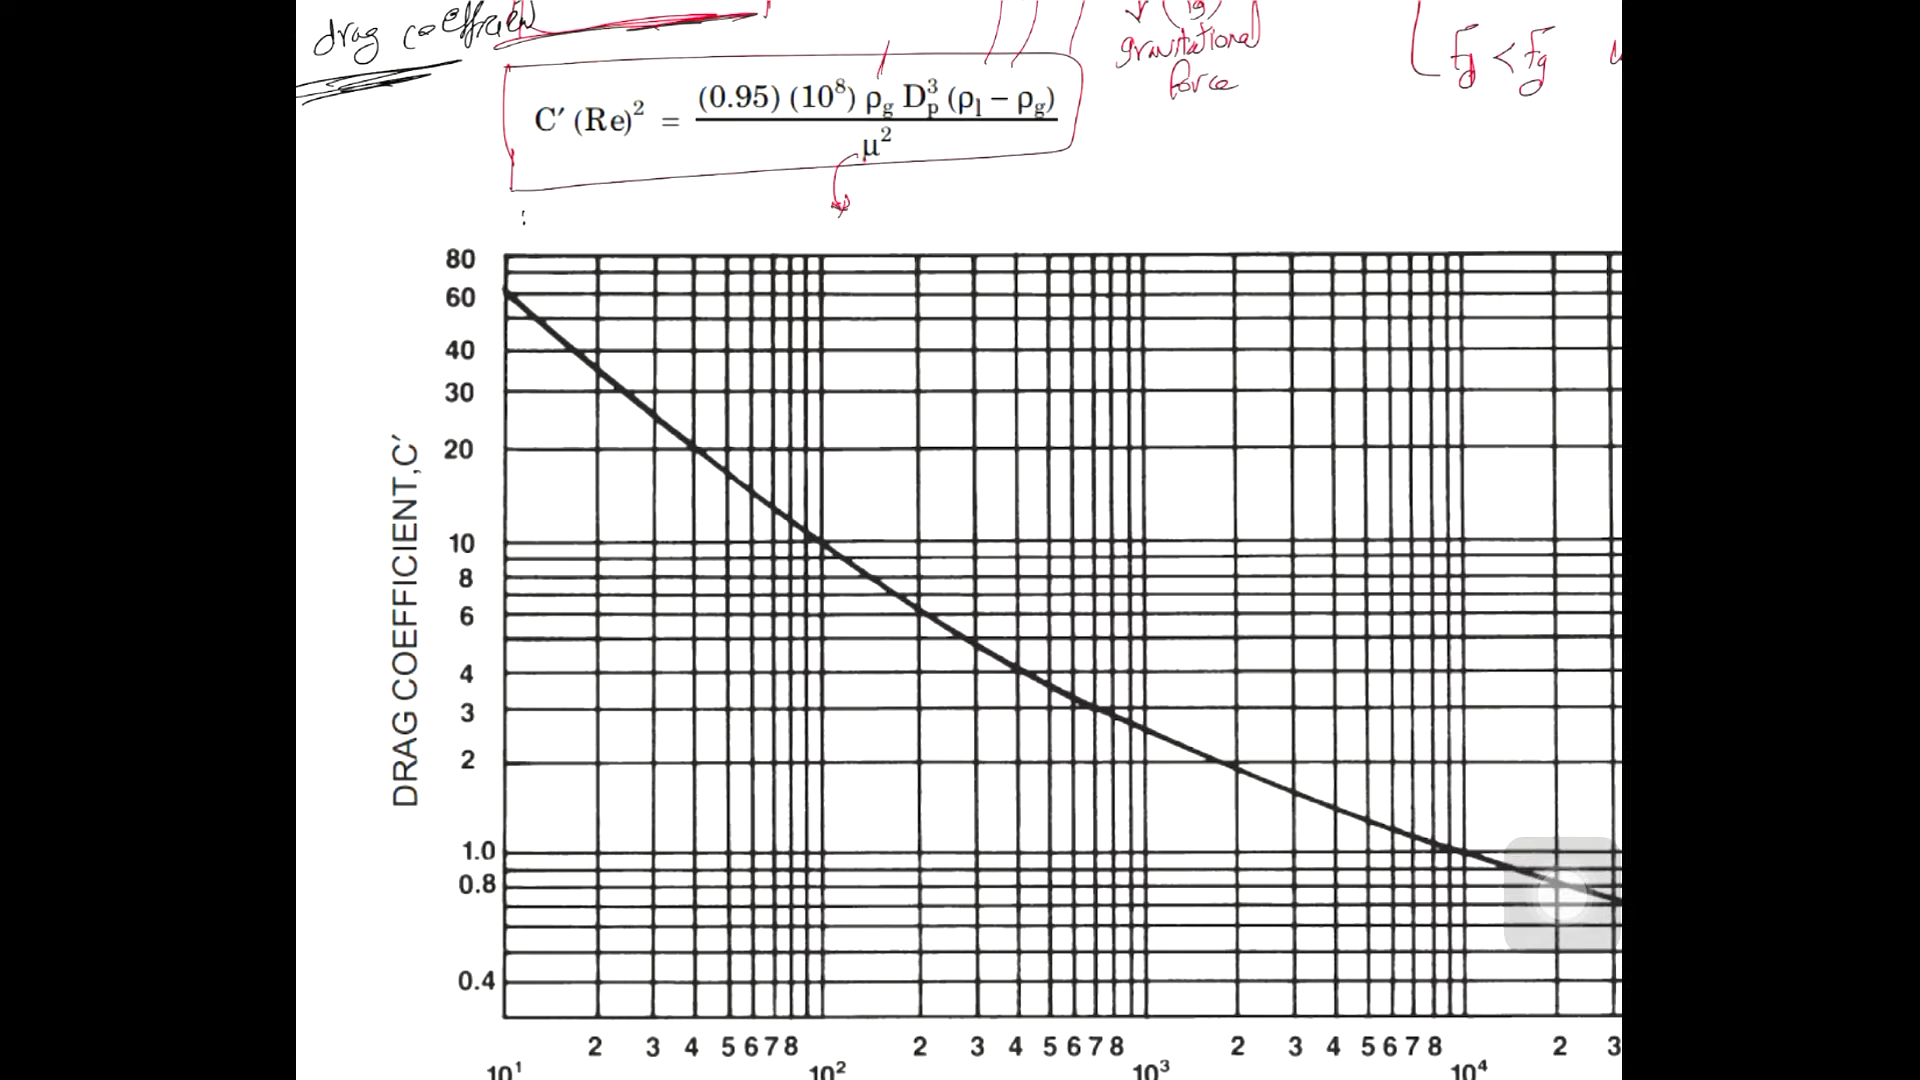 drag coefficien
gravitational
force
Fd < Fg
C′ (Re)² = (0.95) (10⁸) ρg Dp³ (ρl – ρg) / μ²
80
60
40
30
20
10
8
6
4
3
2
1.0
0.8
0.4
DRAG COEFFICIENT,C′
2 3 4 5 6 7 8 2 3 4 5 6 7 8 2 3 4 5 6 7 8 2 3
10¹ 10² 10³ 10⁴